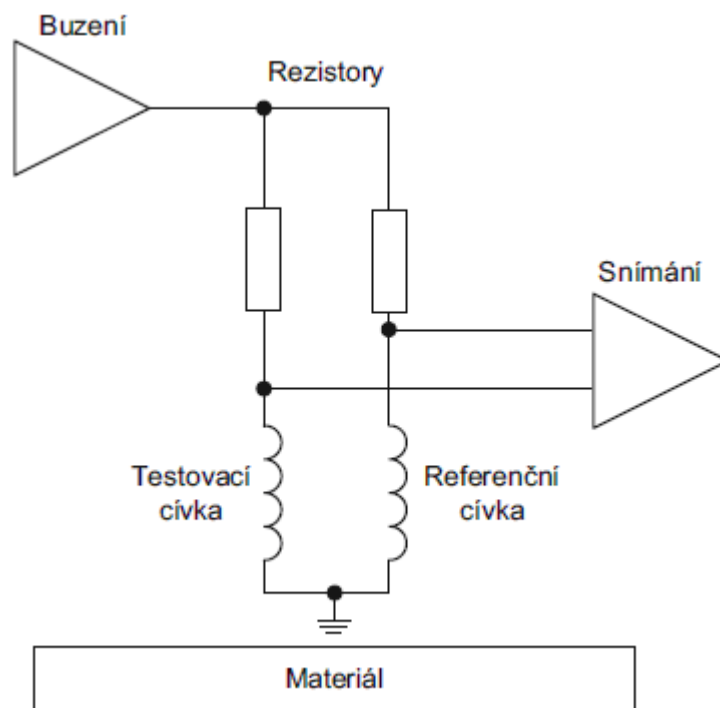 Buzení
Rezistory
Snímání
Testovací
cívka
Referenční
cívka
Materiál